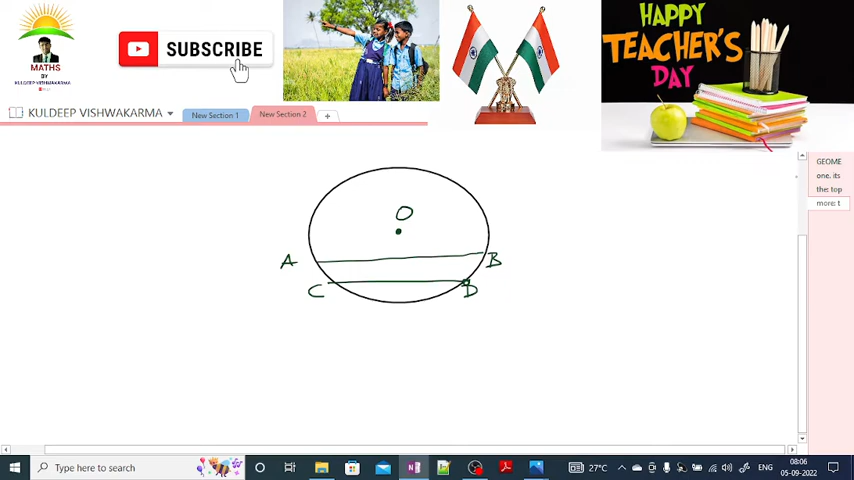 MATHS
BY
KULDEEP VISHWAKARMA
SUBSCRIBE
HAPPY
TEACHER'S
DAY
KULDEEP VISHWAKARMA
New Section 1
New Section 2
+
GEOME
one. its
the: top
more: t
O
A
B
C
D
Type here to search
27°C
ENG
08:06
05-09-2022